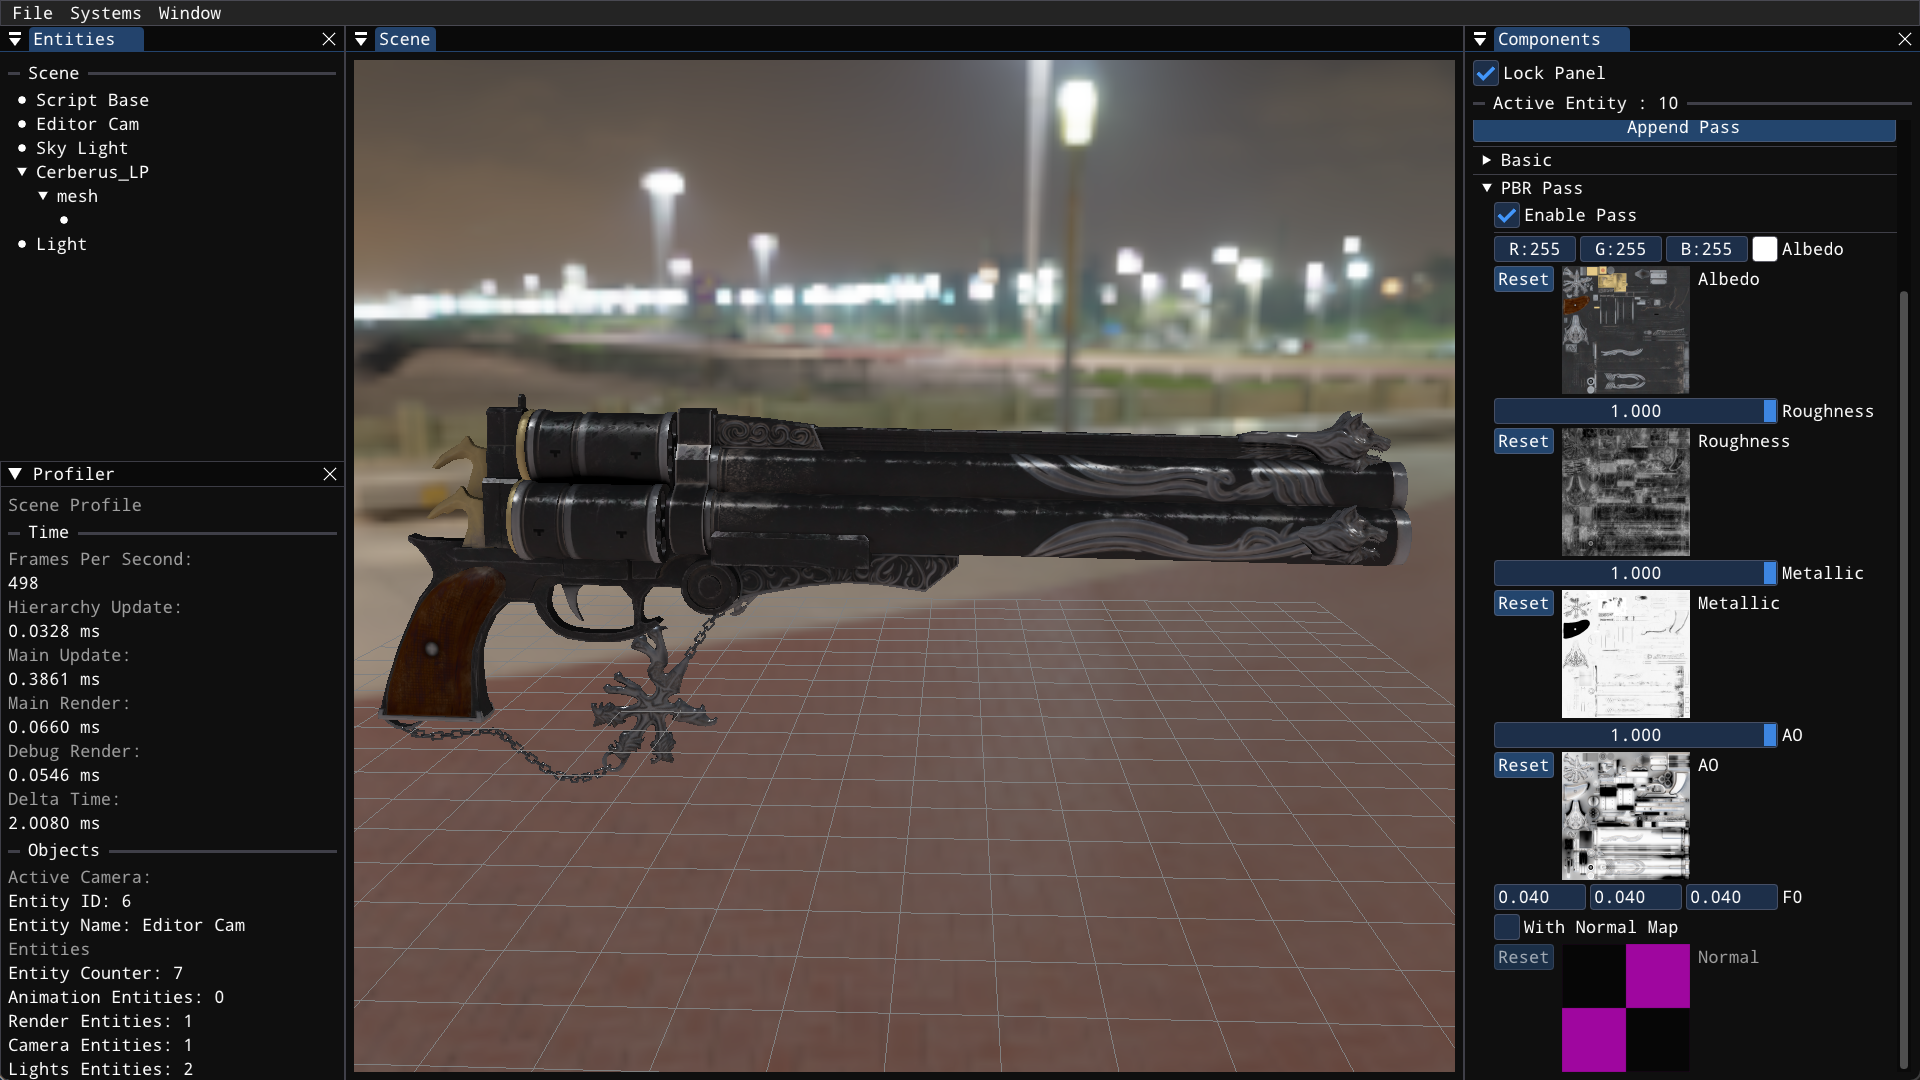 File Systems Window
Entities
Scene
Script Base
Editor Cam
Sky Light
Cerberus_LP
mesh
Light
Profiler
Scene Profile
Time
Frames Per Second:
498
Hierarchy Update:
0.0328 ms
Main Update:
0.3861 ms
Main Render:
0.0660 ms
Debug Render:
0.0546 ms
Delta Time:
2.0080 ms
Objects
Active Camera:
Entity ID: 6
Entity Name: Editor Cam
Entities
Entity Counter: 7
Animation Entities: 0
Render Entities: 1
Camera Entities: 1
Lights Entities: 2
Scene
Components
Lock Panel
Active Entity : 10
Append Pass
Basic
PBR Pass
Enable Pass
R:255 G:255 B:255 Albedo
Reset Albedo
1.000 Roughness
Reset Roughness
1.000 Metallic
Reset Metallic
1.000 AO
Reset AO
0.040 0.040 0.040 F0
With Normal Map
Reset Normal